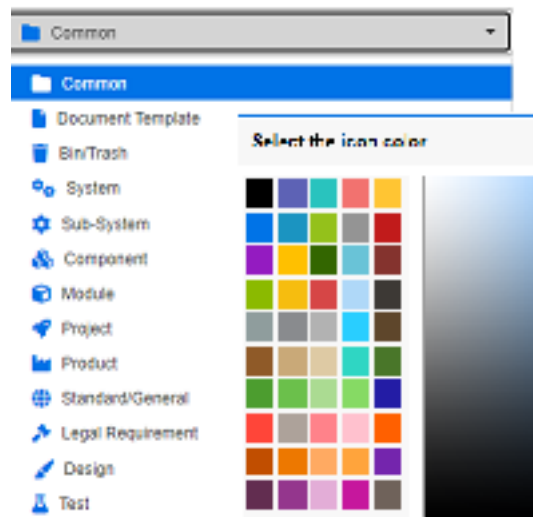 Common
Common
Document Template
Bin/Trash
Select the icon color
System
Sub-System
Component
Module
Project
Product
Standard/General
Legal Requirement
Design
Test